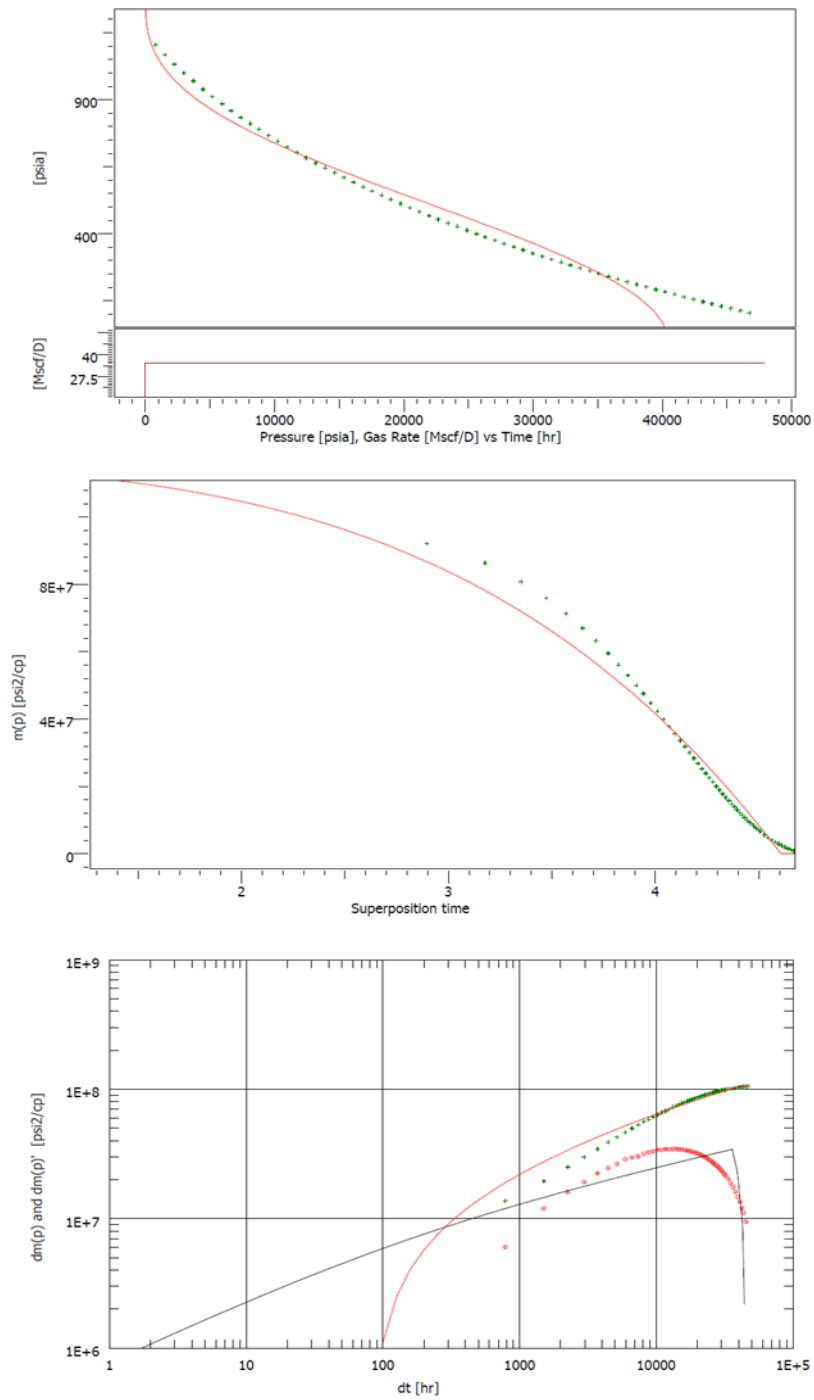 900
[psia]
400
[Mscf/D]
40
27.5
0 10000 20000 30000 40000 50000
Pressure [psia], Gas Rate [Mscf/D] vs Time [hr]
8E+7
m(p) [psi2/cp]
4E+7
0
2 3 4
Superposition time
1E+9
1E+8
dm(p) and dm(p)' [psi2/cp]
1E+7
1E+6
1 10 100 1000 10000 1E+5
dt [hr]